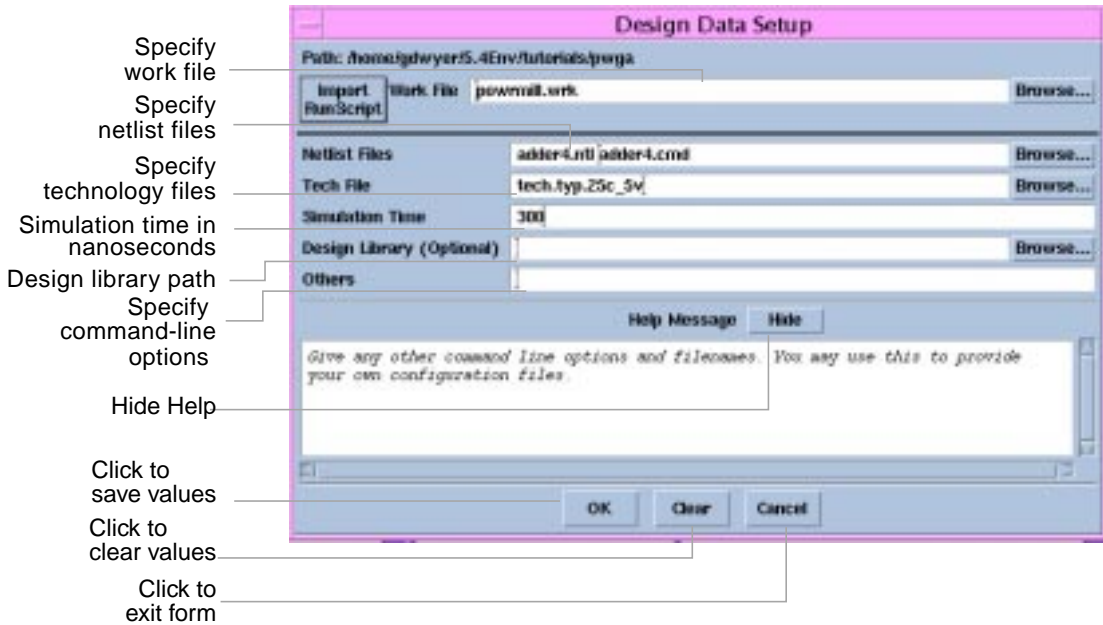 Design Data Setup
Specify
work file
Path: /home/gdwyer/5.4Env/tutorials/pwga
Import
RunScript
Work File
powrmill.wrk
Browse...
Specify
netlist files
Netlist Files
adder4.ntl adder4.cmd
Browse...
Specify
technology files
Tech File
tech.typ.25c_5v
Browse...
Simulation time in
nanoseconds
Simulation Time
300
Design library path
Design Library (Optional)
Browse...
Specify
command-line
options
Others
Help Message
Hide
Give any other command line options and filenames. You may use this to provide
your own configuration files.
Hide Help
Click to
save values
OK
Clear
Cancel
Click to
clear values
Click to
exit form